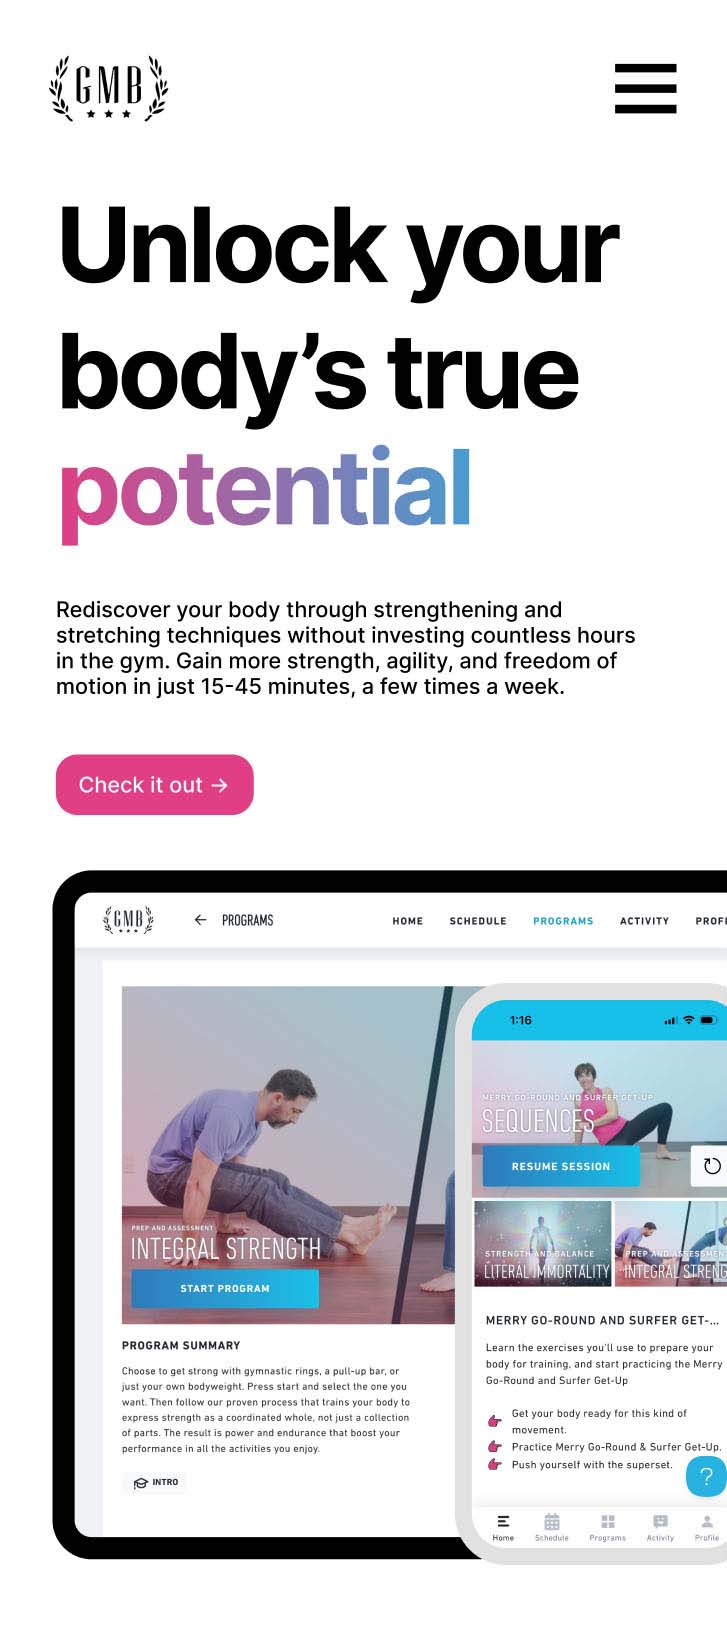 GMB
Unlock your
body’s true
potential
Rediscover your body through strengthening and
stretching techniques without investing countless hours
in the gym. Gain more strength, agility, and freedom of
motion in just 15-45 minutes, a few times a week.
Check it out →
GMB
← PROGRAMS
HOME SCHEDULE PROGRAMS ACTIVITY PROFI
PREP AND ASSESSMENT
INTEGRAL STRENGTH
START PROGRAM
PROGRAM SUMMARY
Choose to get strong with gymnastic rings, a pull-up bar, or
just your own bodyweight. Press start and select the one you
want. Then follow our proven process that trains your body to
express strength as a coordinated whole, not just a collection
of parts. The result is power and endurance that boost your
performance in all the activities you enjoy.
INTRO
1:16
MERRY GO-ROUND AND SURFER GET-UP
SEQUENCES
RESUME SESSION
STRENGTH AND BALANCE
LITERAL IMMORTALITY
PREP AND ASSESSMEN
INTEGRAL STRENG
MERRY GO-ROUND AND SURFER GET-...
Learn the exercises you'll use to prepare your
body for training, and start practicing the Merry
Go-Round and Surfer Get-Up
Get your body ready for this kind of
movement.
Practice Merry Go-Round & Surfer Get-Up.
Push yourself with the superset.
?
Home Schedule Programs Activity Profile